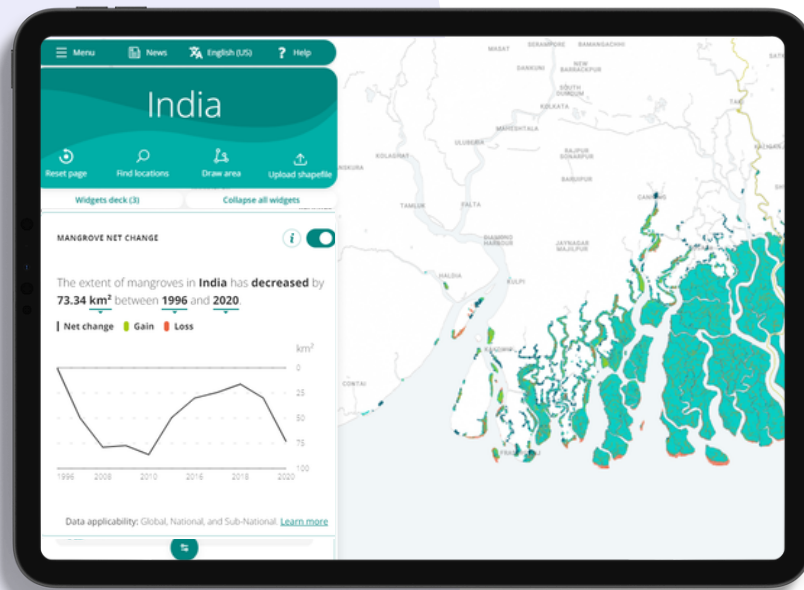 Menu
News
English (US)
Help
India
Reset page
Find locations
Draw area
Upload shapefile
Widgets deck (3)
Collapse all widgets
MANGROVE NET CHANGE
i
The extent of mangroves in India has decreased by
73.34 km² between 1996 and 2020.
Net change Gain Loss
km²
0
25
50
75
100
1996 2008 2010 2016 2018 2020
Data applicability: Global, National, and Sub-National. Learn more
MASAT
SERAMPORE
BAMANGACHHI
DANKUNI
NEW
BARRACKPUR
SOUTH
DUMDUM
KOLKATA
TAKI
MAHESHTALA
ULUBERIA
KOLAGHAT
RAJPUR
SONARPUR
BARUIPUR
TAMLUK
FALTA
CANNING
DIAMOND
HARBOUR
JAYNAGAR
MAJILPUR
HALDIA
KULPI
CONTAI